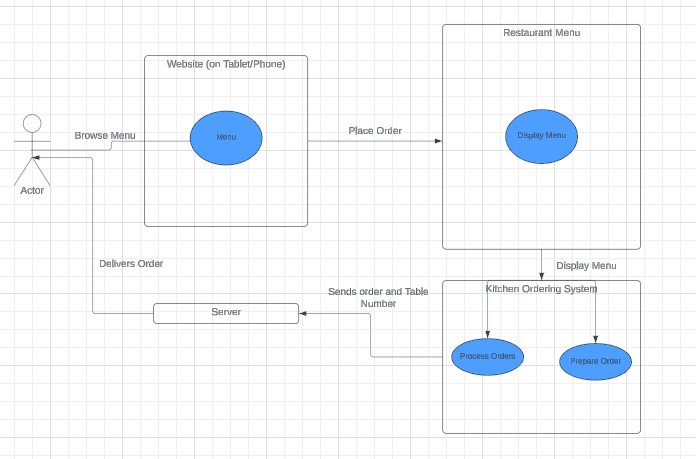 Restaurant Menu
Website (on Tablet/Phone)
Browse Menu
Menu
Place Order
Display Menu
Actor
Delivers Order
Display Menu
Kitchen Ordering System
Sends order and Table
Number
Server
Process Orders
Prepare Order